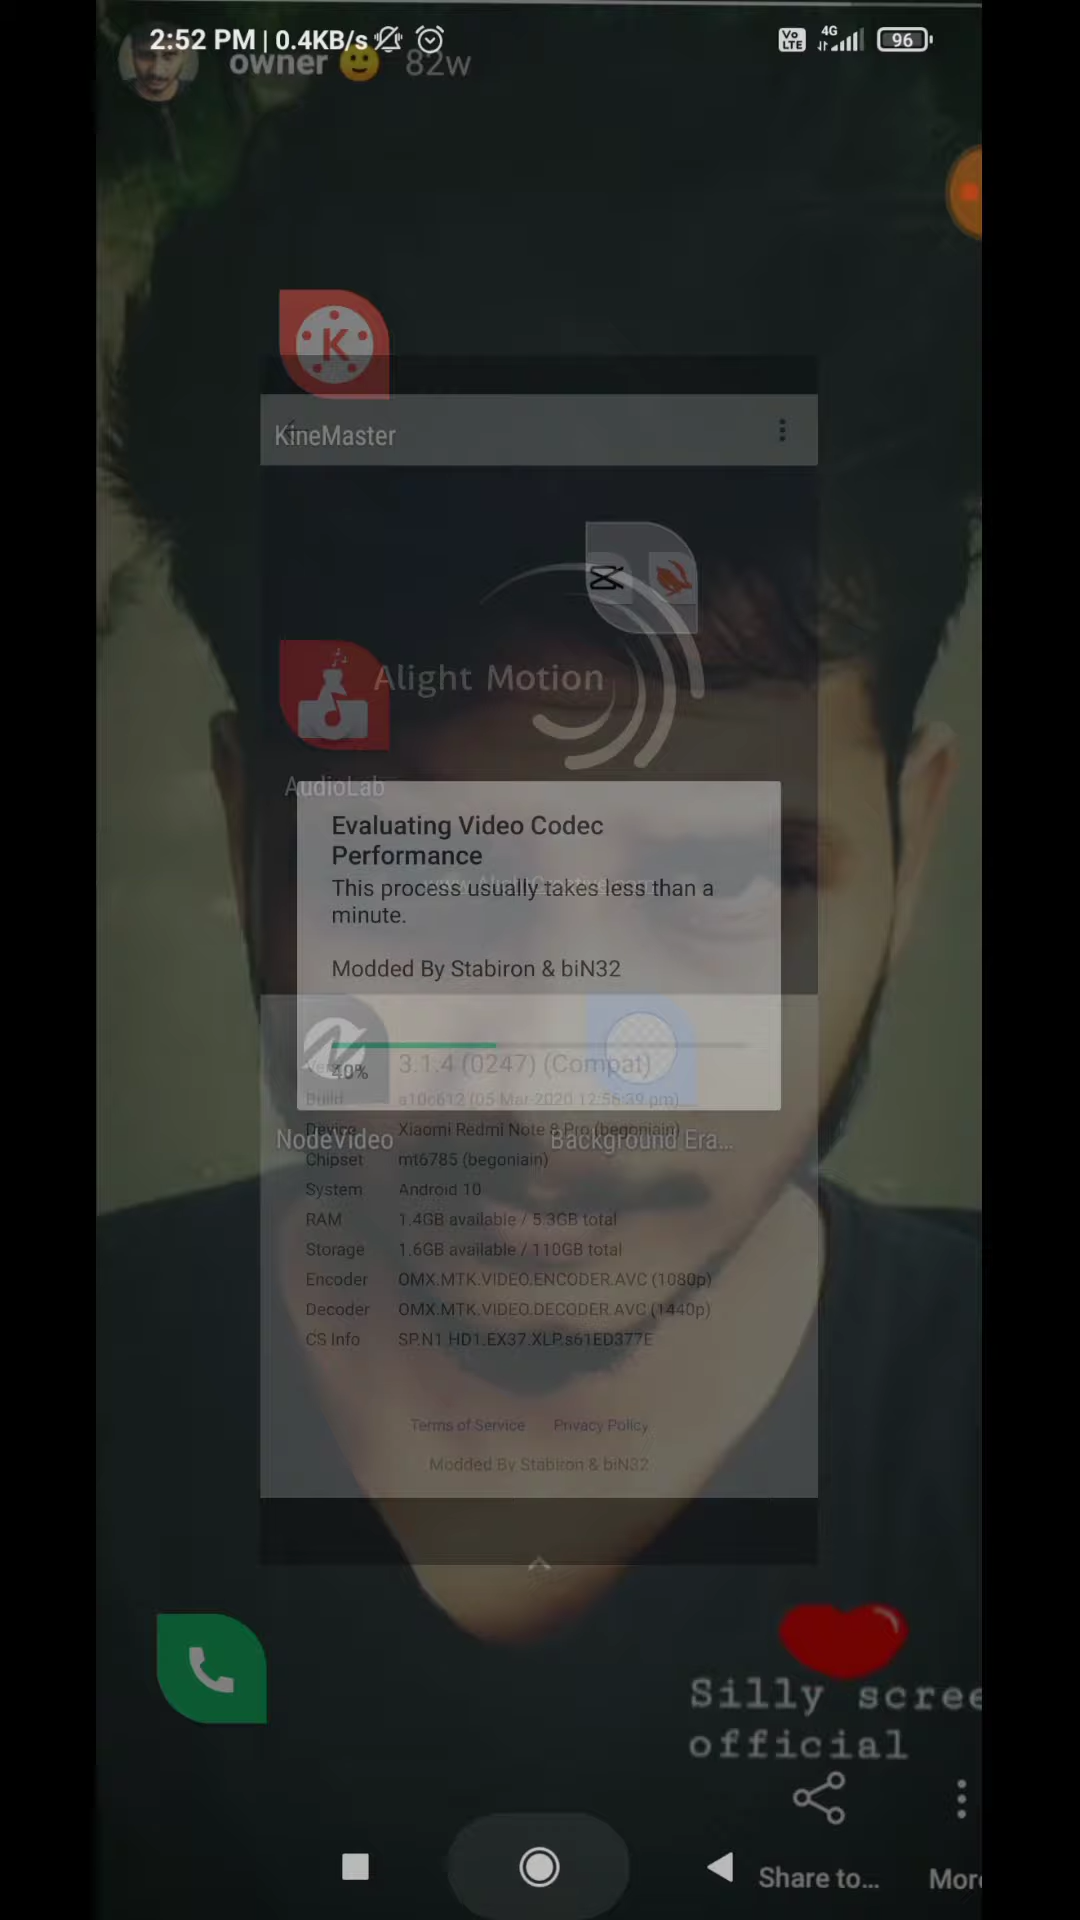 2:52 PM | 0.4KB/s
Vo LTE 4G 96
owner 🙂 82w
K
KineMaster
Alight Motion
AudioLab
Evaluating Video Codec
Performance
This process usually takes less than a
minute.
Modded By Stabiron & biN32
3.1.4 (0247) (Compat)
Build a10c612 (05-Mar-2020 12:56:39 pm)
Device Xiaomi Redmi Note 8 Pro (begoniain)
NodeVideo Background Era...
Chipset mt6785 (begoniain)
System Android 10
RAM 1.4GB available / 5.3GB total
Storage 1.6GB available / 110GB total
Encoder OMX.MTK.VIDEO.ENCODER.AVC (1080p)
Decoder OMX.MTK.VIDEO.DECODER.AVC (1440p)
CS Info SP.N1.HD1.EX37.XLP.s61ED377E
Terms of Service Privacy Policy
Modded By Stabiron & biN32
Silly scree
official
Share to... More